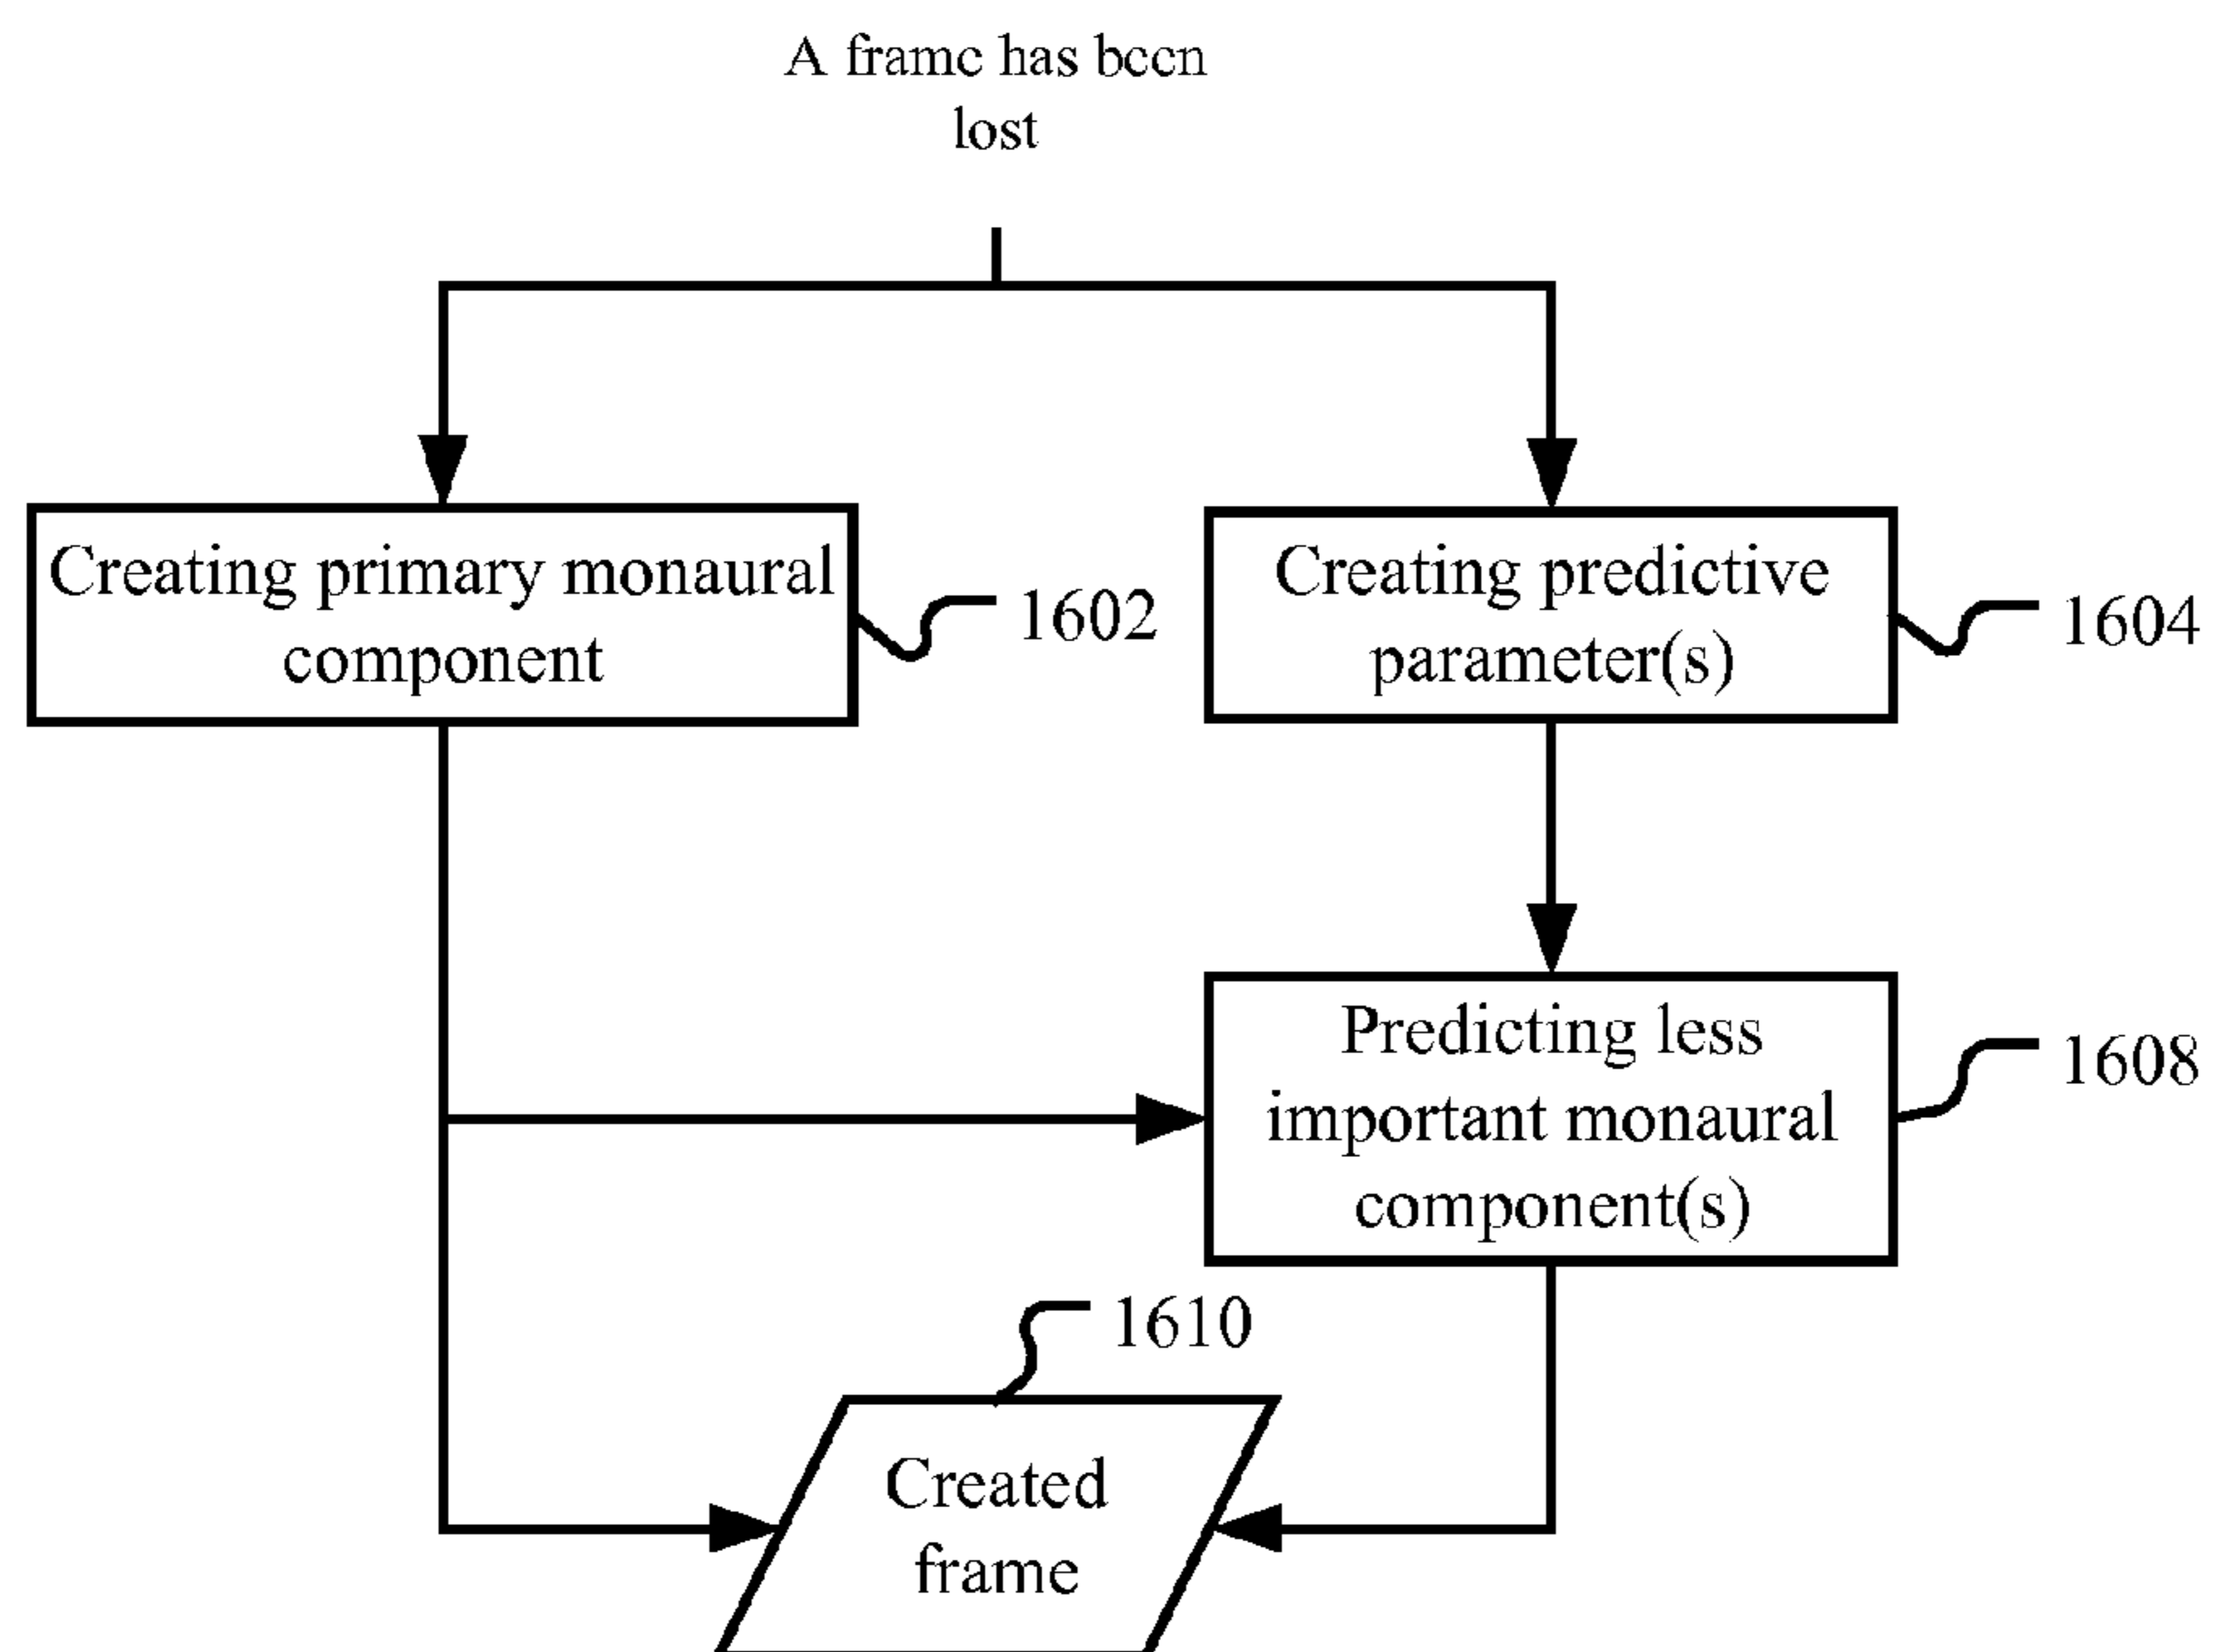 A frame has been
lost
Creating primary monaural
component
1602
Creating predictive
parameter(s)
1604
Predicting less
important monaural
component(s)
1608
1610
Created
frame